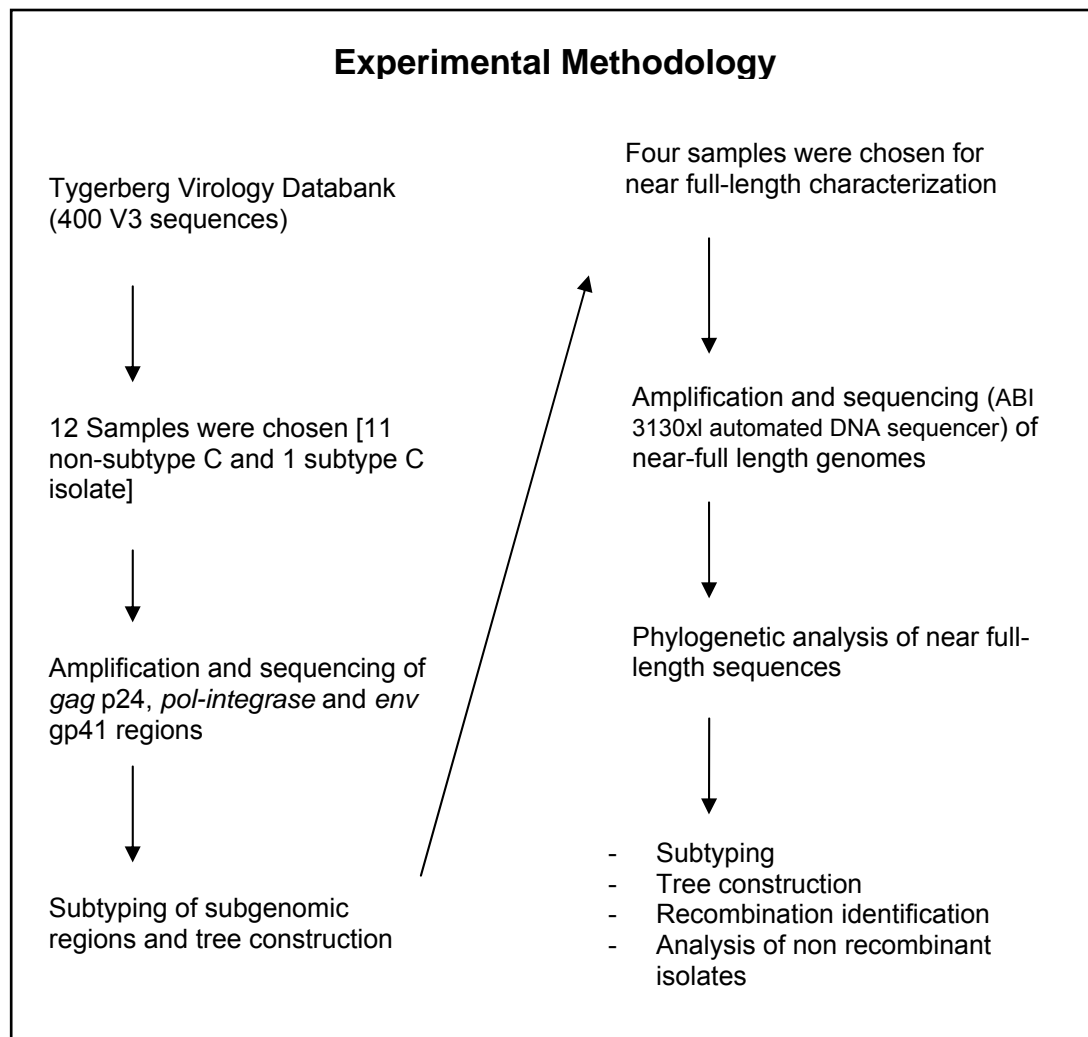 Experimental Methodology
Tygerberg Virology Databank
(400 V3 sequences)
12 Samples were chosen [11
non-subtype C and 1 subtype C
isolate]
Amplification and sequencing of
gag p24, pol-integrase and env
gp41 regions
Subtyping of subgenomic
regions and tree construction
Four samples were chosen for
near full-length characterization
Amplification and sequencing (ABI
3130xl automated DNA sequencer) of
near-full length genomes
Phylogenetic analysis of near full-
length sequences
- Subtyping
- Tree construction
- Recombination identification
- Analysis of non recombinant
isolates